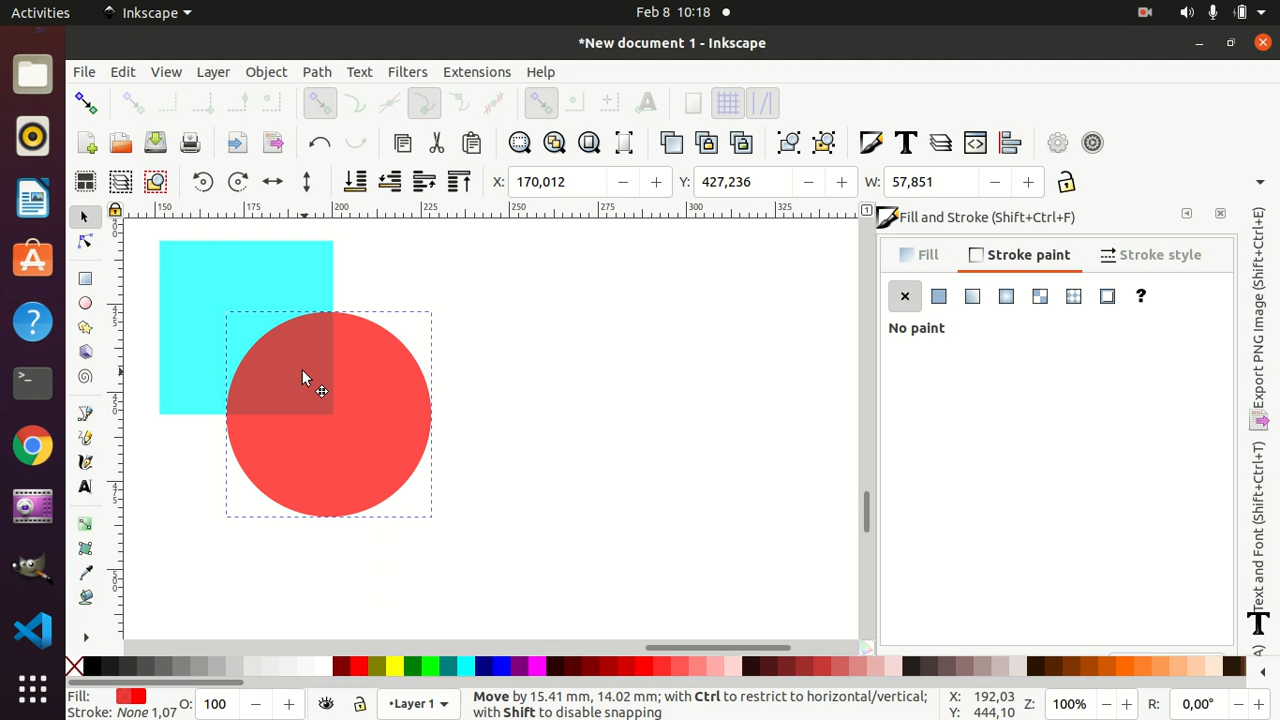 Activities
Inkscape
Feb 8 10:18
*New document 1 - Inkscape
File Edit View Layer Object Path Text Filters Extensions Help
X: 170,012
Y: 427,236
W: 57,851
150 175 200 225 250 275 300 325
Fill and Stroke (Shift+Ctrl+F)
Fill
Stroke paint
Stroke style
No paint
Export PNG Image (Shift+Ctrl+E)
Text and Font (Shift+Ctrl+T)
Fill:
Stroke: None 1,07
O: 100
•Layer 1
Move by 15.41 mm, 14.02 mm; with Ctrl to restrict to horizontal/vertical;
with Shift to disable snapping
X: 192,03
Y: 444,10
Z: 100%
R: 0,00°